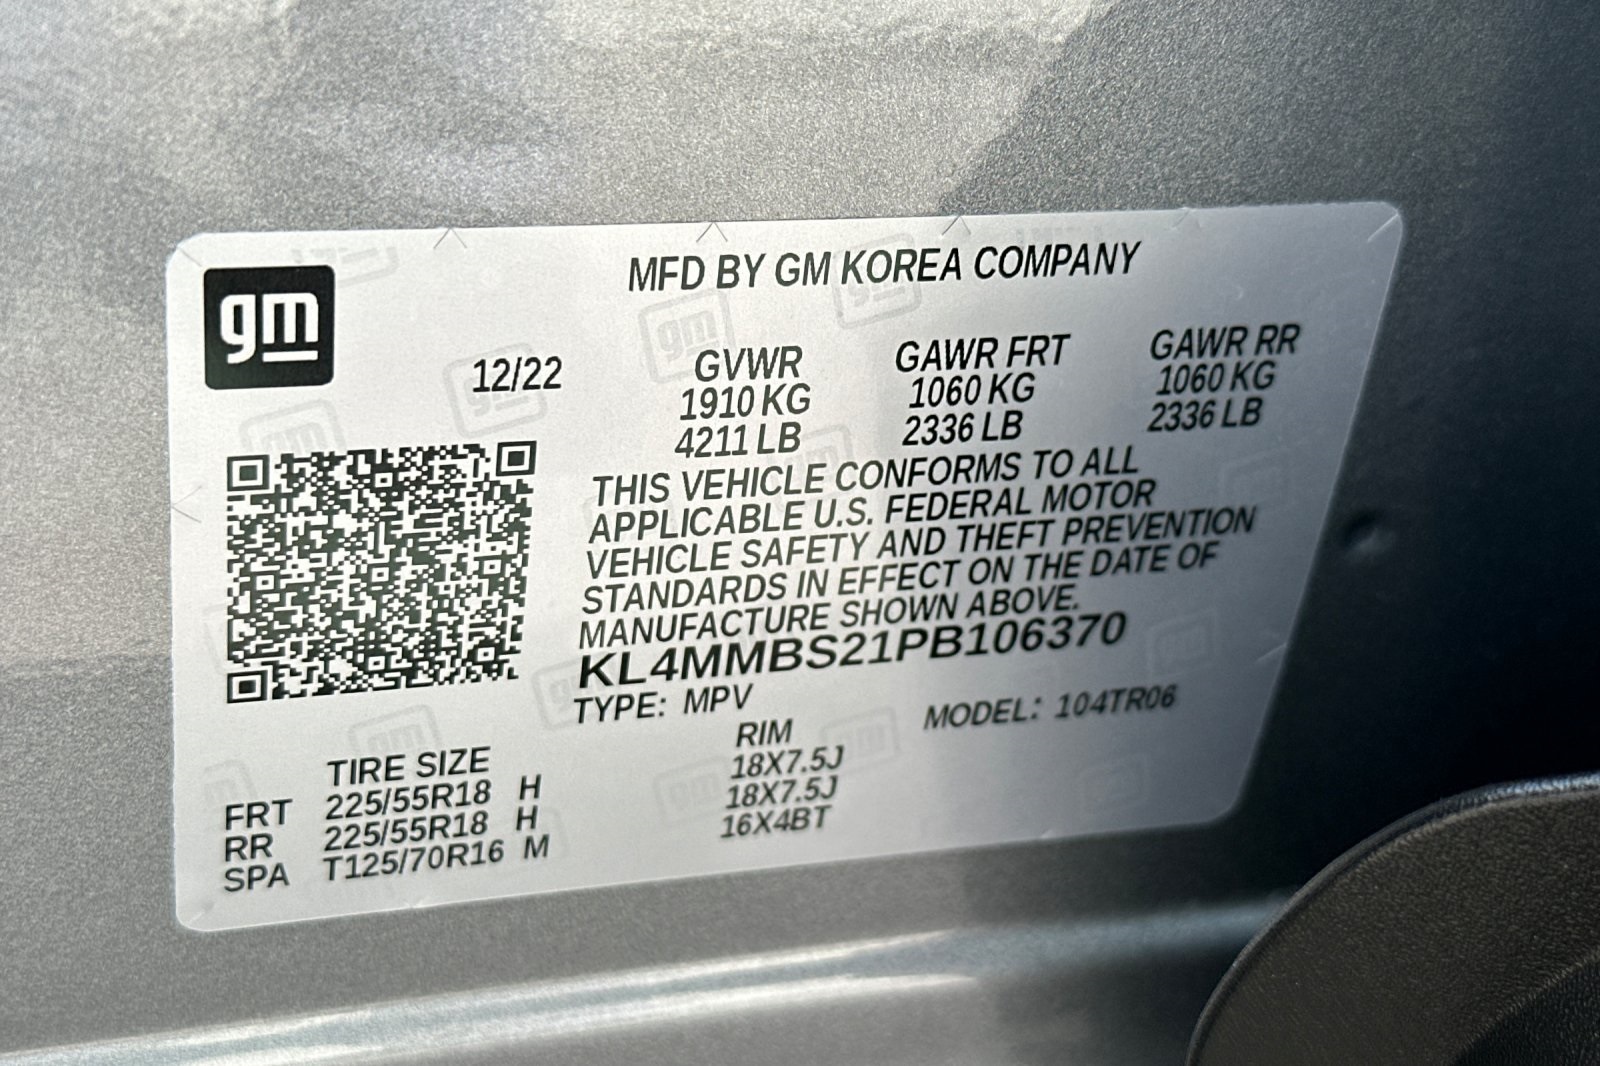 gm
MFD BY GM KOREA COMPANY
12/22 GVWR GAWR FRT GAWR RR
1910 KG 1060 KG 1060 KG
4211 LB 2336 LB 2336 LB
THIS VEHICLE CONFORMS TO ALL
APPLICABLE U.S. FEDERAL MOTOR
VEHICLE SAFETY AND THEFT PREVENTION
STANDARDS IN EFFECT ON THE DATE OF
MANUFACTURE SHOWN ABOVE.
KL4MMBS21PB106370
TYPE: MPV MODEL: 104TR06
TIRE SIZE RIM
FRT 225/55R18 H 18X7.5J
RR 225/55R18 H 18X7.5J
SPA T125/70R16 M 16X4BT